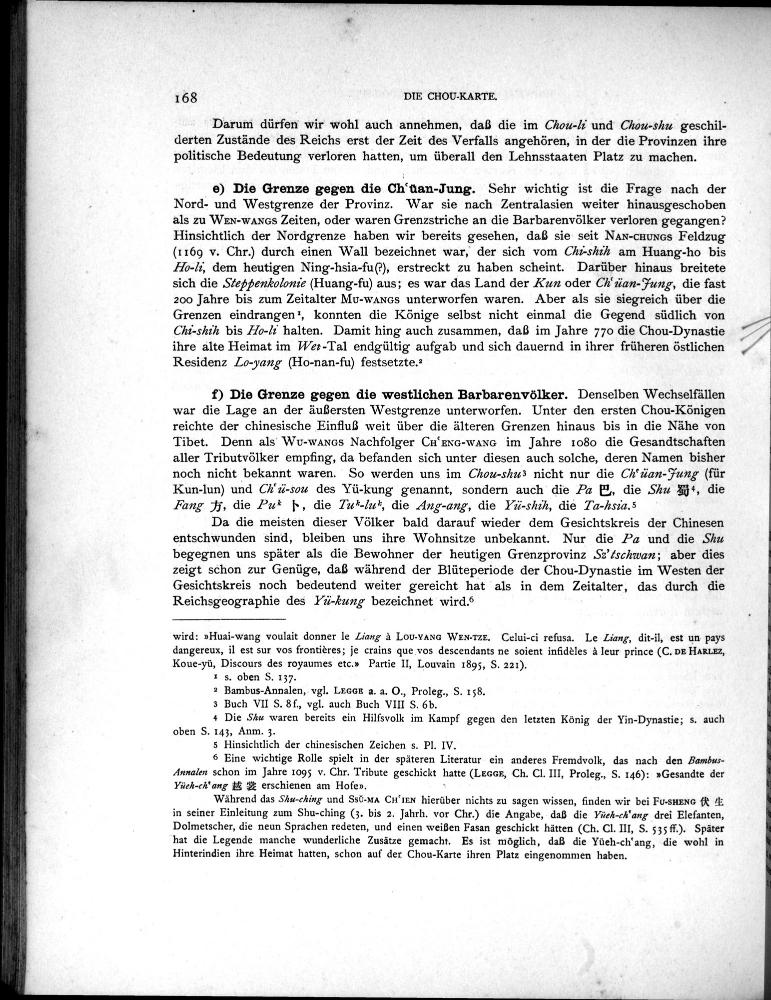 168 DIE CHOU-KARTE.
Darum dürfen wir wohl auch annehmen, daß die im Chou-li und Chou-shu geschil-
derten Zustände des Reichs erst der Zeit des Verfalls angehören, in der die Provinzen ihre
politische Bedeutung verloren hatten, um überall den Lehnsstaaten Platz zu machen.
e) Die Grenze gegen die Chʿüan-Jung. Sehr wichtig ist die Frage nach der
Nord- und Westgrenze der Provinz. War sie nach Zentralasien weiter hinausgeschoben
als zu WEN-WANGS Zeiten, oder waren Grenzstriche an die Barbarenvölker verloren gegangen?
Hinsichtlich der Nordgrenze haben wir bereits gesehen, daß sie seit NAN-CHUNGS Feldzug
(1169 v. Chr.) durch einen Wall bezeichnet war, der sich vom Chi-shih am Huang-ho bis
Ho-li, dem heutigen Ning-hsia-fu(?), erstreckt zu haben scheint. Darüber hinaus breitete
sich die Steppenkolonie (Huang-fu) aus; es war das Land der Kun oder Chʿüan-Jung, die fast
200 Jahre bis zum Zeitalter MU-WANGS unterworfen waren. Aber als sie siegreich über die
Grenzen eindrangen¹, konnten die Könige selbst nicht einmal die Gegend südlich von
Chi-shih bis Ho-li halten. Damit hing auch zusammen, daß im Jahre 770 die Chou-Dynastie
ihre alte Heimat im Wei-Tal endgültig aufgab und sich dauernd in ihrer früheren östlichen
Residenz Lo-yang (Ho-nan-fu) festsetzte.²
f) Die Grenze gegen die westlichen Barbarenvölker. Denselben Wechselfällen
war die Lage an der äußersten Westgrenze unterworfen. Unter den ersten Chou-Königen
reichte der chinesische Einfluß weit über die älteren Grenzen hinaus bis in die Nähe von
Tibet. Denn als WU-WANGS Nachfolger CHʿENG-WANG im Jahre 1080 die Gesandtschaften
aller Tributvölker empfing, da befanden sich unter diesen auch solche, deren Namen bisher
noch nicht bekannt waren. So werden uns im Chou-shu³ nicht nur die Chʿüan-Jung (für
Kun-lun) und Chʿü-sou des Yü-kung genannt, sondern auch die Pa 巴, die Shu 蜀⁴, die
Fang 方, die Puᵏ 卜, die Yuᵏ-luᵏ, die Ang-ang, die Yü-shih, die Ta-hsia.⁵
Da die meisten dieser Völker bald darauf wieder dem Gesichtskreis der Chinesen
entschwunden sind, bleiben uns ihre Wohnsitze unbekannt. Nur die Pa und die Shu
begegnen uns später als die Bewohner der heutigen Grenzprovinz Sz'tschwan; aber dies
zeigt schon zur Genüge, daß während der Blüteperiode der Chou-Dynastie im Westen der
Gesichtskreis noch bedeutend weiter gereicht hat als in dem Zeitalter, das durch die
Reichsgeographie des Yü-kung bezeichnet wird.⁶
wird: »Huai-wang voulait donner le Liang à LOU-YANG WEN-TZE. Celui-ci refusa. Le Liang, dit-il, est un pays
dangereux, il est sur vos frontières; je crains que vos descendants ne soient infidèles à leur prince (C. DE HARLEZ,
Koue-yü, Discours des royaumes etc.» Partie II, Louvain 1895, S. 221).
¹ s. oben S. 137.
² Bambus-Annalen, vgl. LEGGE a. a. O., Proleg., S. 158.
³ Buch VII S. 8f., vgl. auch Buch VIII S. 6b.
⁴ Die Shu waren bereits ein Hilfsvolk im Kampf gegen den letzten König der Yin-Dynastie; s. auch
oben S. 143, Anm. 3.
⁵ Hinsichtlich der chinesischen Zeichen s. Pl. IV.
⁶ Eine wichtige Rolle spielt in der späteren Literatur ein anderes Fremdvolk, das nach den Bambus-
Annalen schon im Jahre 1095 v. Chr. Tribute geschickt hatte (LEGGE, Ch. Cl. III, Proleg., S. 146): »Gesandte der
Yüeh-chʿang 越裳 erschienen am Hofe».
Während das Shu-ching und SSŬ-MA CHʿIEN hierüber nichts zu sagen wissen, finden wir bei FU-SHENG 伏生
in seiner Einleitung zum Shu-ching (3. bis 2. Jahrh. vor Chr.) die Angabe, daß die Yüeh-chʿang drei Elefanten,
Dolmetscher, die neun Sprachen redeten, und einen weißen Fasan geschickt hätten (Ch. Cl. III, S. 535 ff.). Später
hat die Legende manche wunderliche Zusätze gemacht. Es ist möglich, daß die Yüeh-chʿang, die wohl in
Hinterindien ihre Heimat hatten, schon auf der Chou-Karte ihren Platz eingenommen haben.